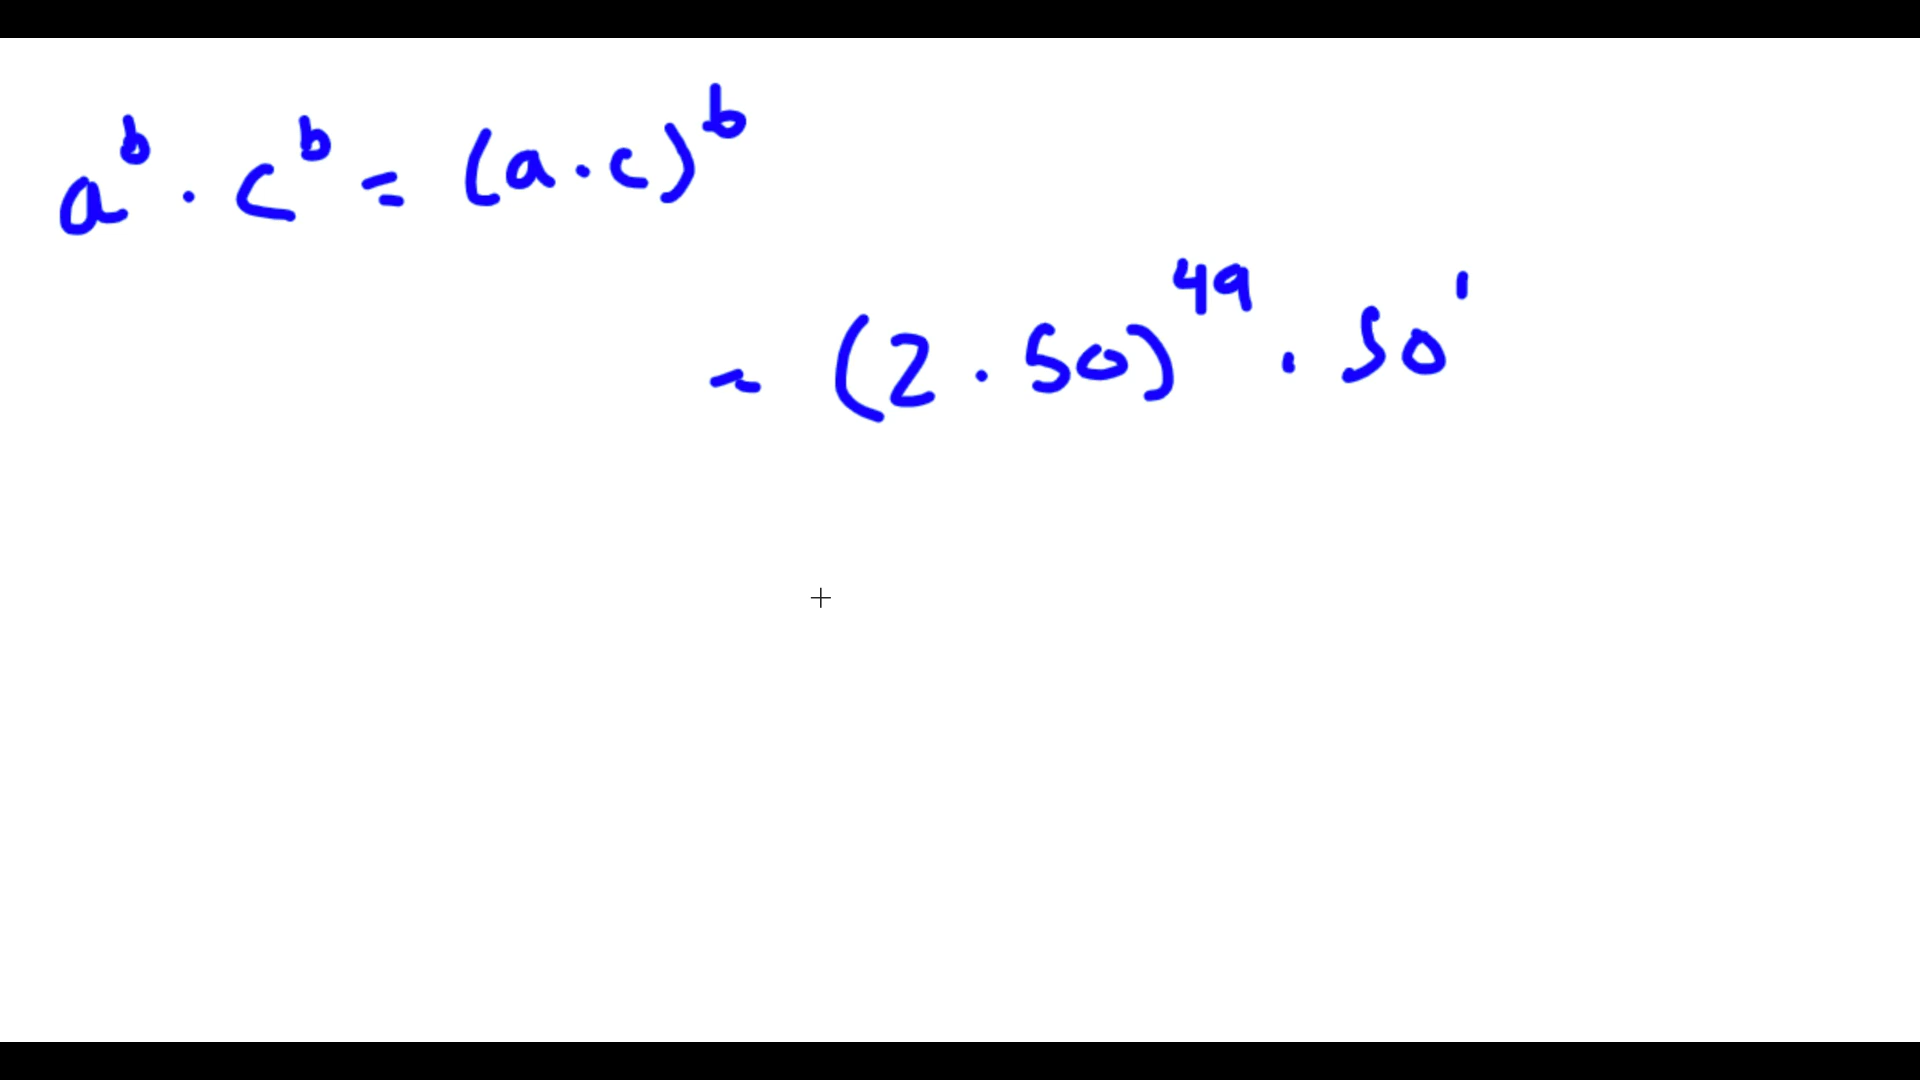 a^b · c^b = (a · c)^b
= (2 · 50)^49 · 50^1